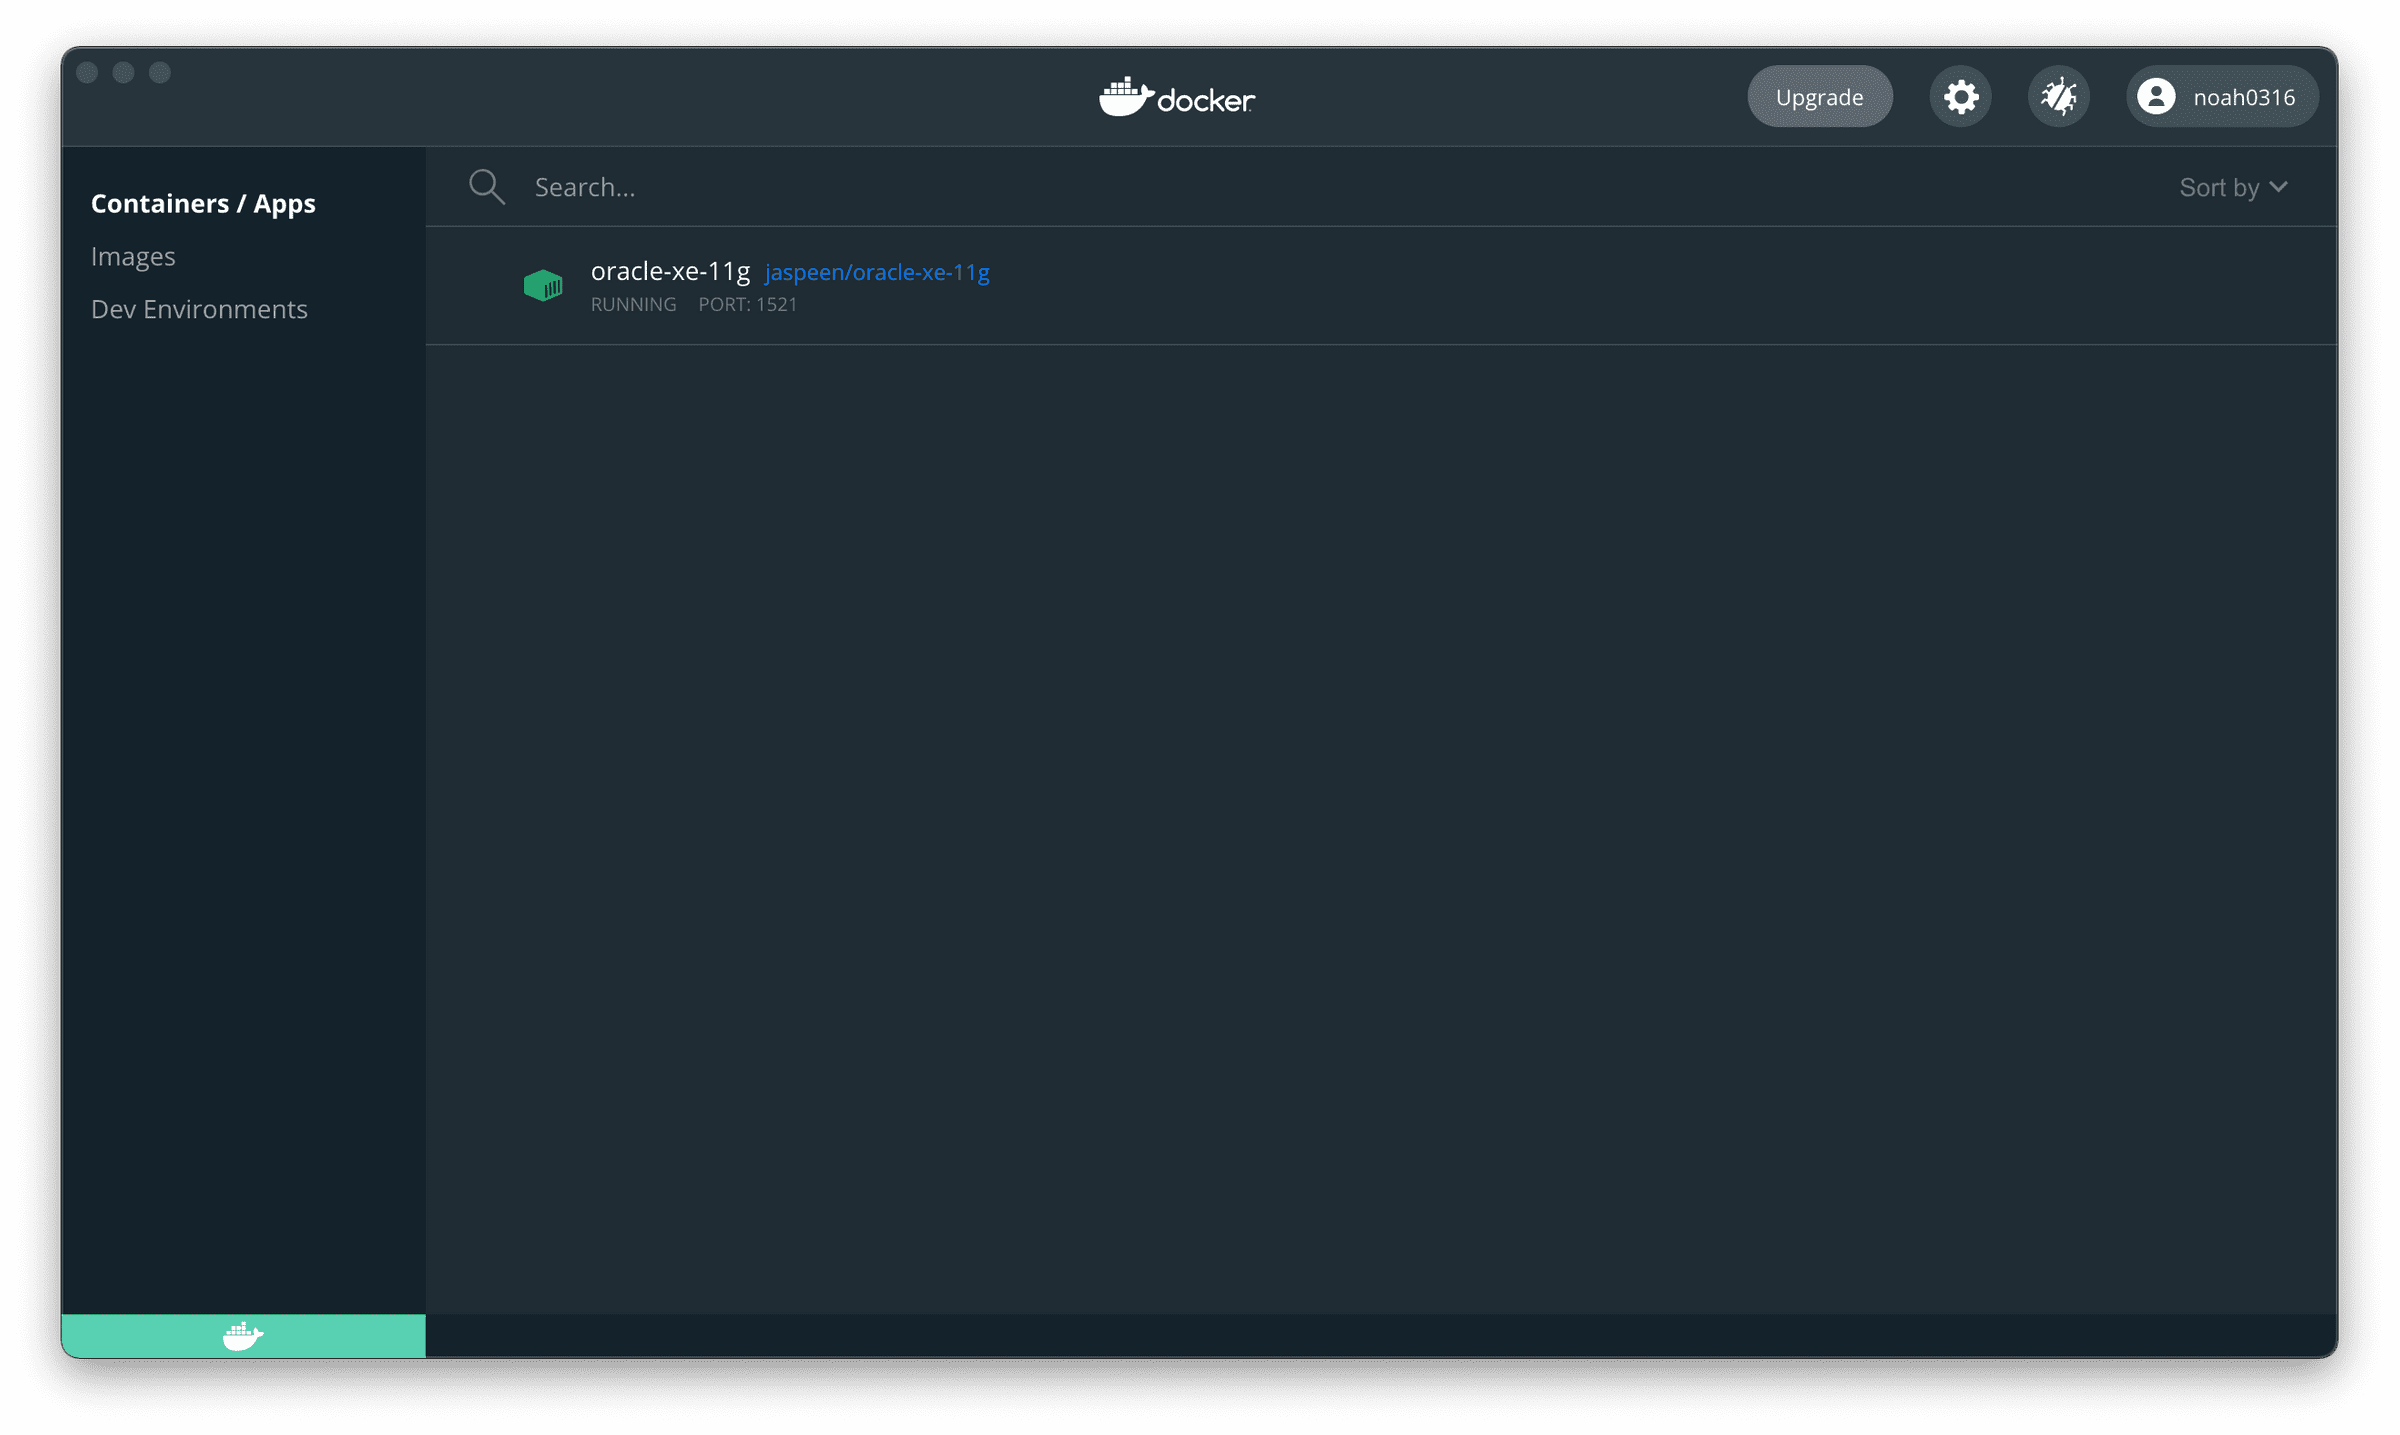 docker
Upgrade
noah0316
Containers / Apps
Images
Dev Environments
Search...
Sort by
oracle-xe-11g jaspeen/oracle-xe-11g
RUNNING PORT: 1521